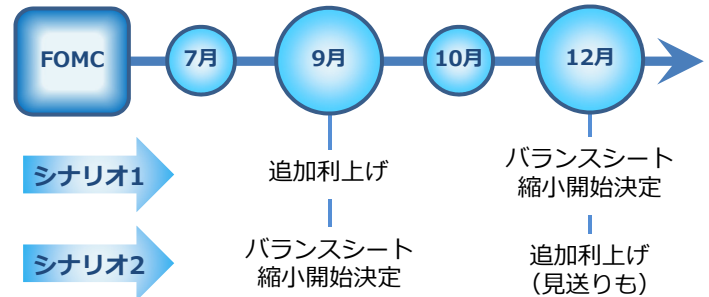 FOMC
7月
9月
10月
12月
シナリオ1
追加利上げ
バランスシート
縮小開始決定
シナリオ2
バランスシート
縮小開始決定
追加利上げ
（見送りも）